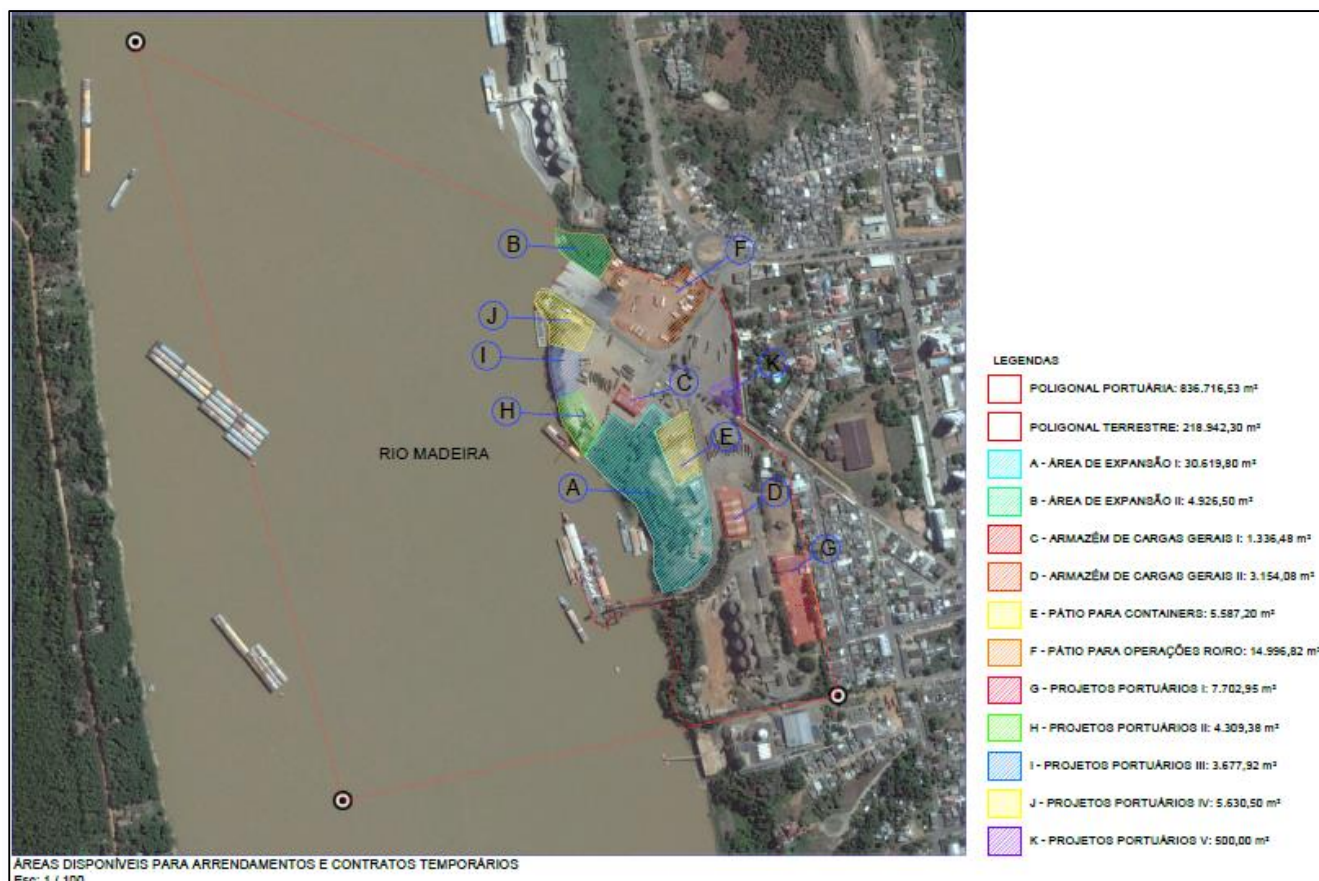 B
F
J
I
K
C
H
E
RIO MADEIRA
A
D
G
LEGENDAS
POLIGONAL PORTUÁRIA: 836.716,53 m²
POLIGONAL TERRESTRE: 218.942,30 m²
A - ÁREA DE EXPANSÃO I: 30.619,80 m²
B - ÁREA DE EXPANSÃO II: 4.926,50 m²
C - ARMAZÉM DE CARGAS GERAIS I: 1.336,48 m²
D - ARMAZÉM DE CARGAS GERAIS II: 3.154,08 m²
E - PÁTIO PARA CONTAINERS: 5.587,20 m²
F - PÁTIO PARA OPERAÇÕES RO/RO: 14.996,82 m²
G - PROJETOS PORTUÁRIOS I: 7.702,95 m²
H - PROJETOS PORTUÁRIOS II: 4.309,38 m²
I - PROJETOS PORTUÁRIOS III: 3.677,92 m²
J - PROJETOS PORTUÁRIOS IV: 5.630,50 m²
K - PROJETOS PORTUÁRIOS V: 500,00 m²
ÁREAS DISPONÍVEIS PARA ARRENDAMENTOS E CONTRATOS TEMPORÁRIOS
Esc: 1 / 100